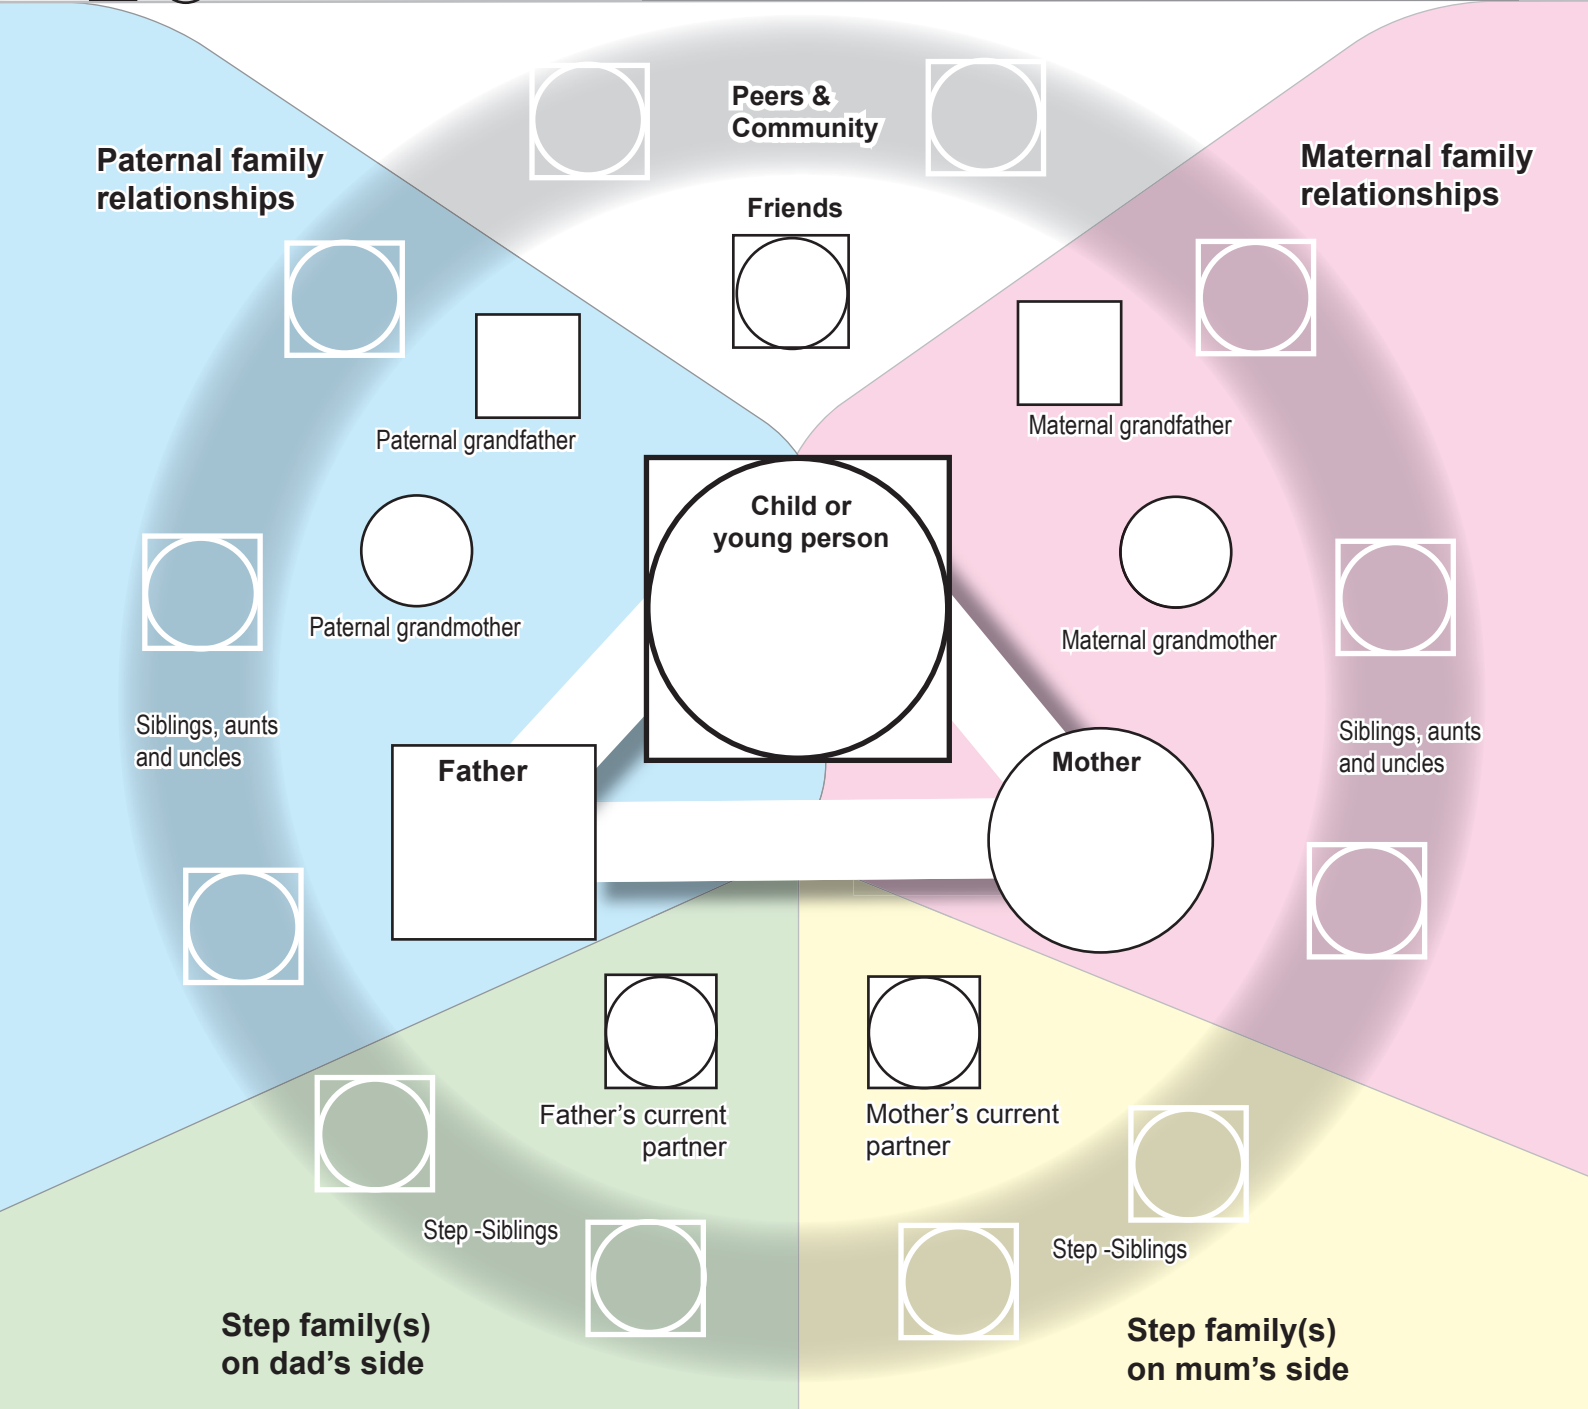 Peers &
Community
Paternal family
relationships
Maternal family
relationships
Friends
Paternal grandfather
Maternal grandfather
Child or
young person
Paternal grandmother
Maternal grandmother
Siblings, aunts
and uncles
Siblings, aunts
and uncles
Father
Mother
Father’s current
partner
Mother’s current
partner
Step -Siblings
Step -Siblings
Step family(s)
on dad’s side
Step family(s)
on mum’s side